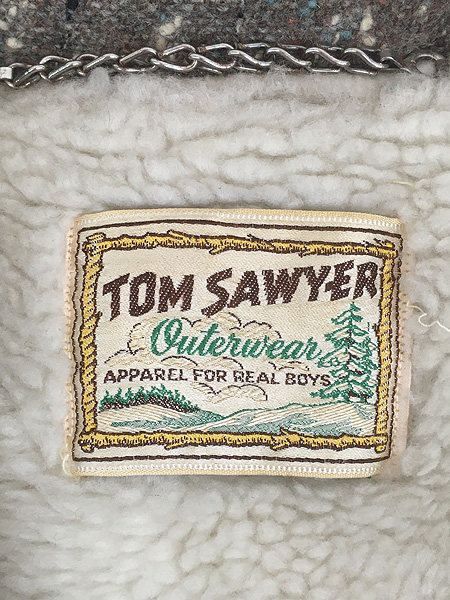 TOM SAWYER
Outerwear
APPAREL FOR REAL BOYS